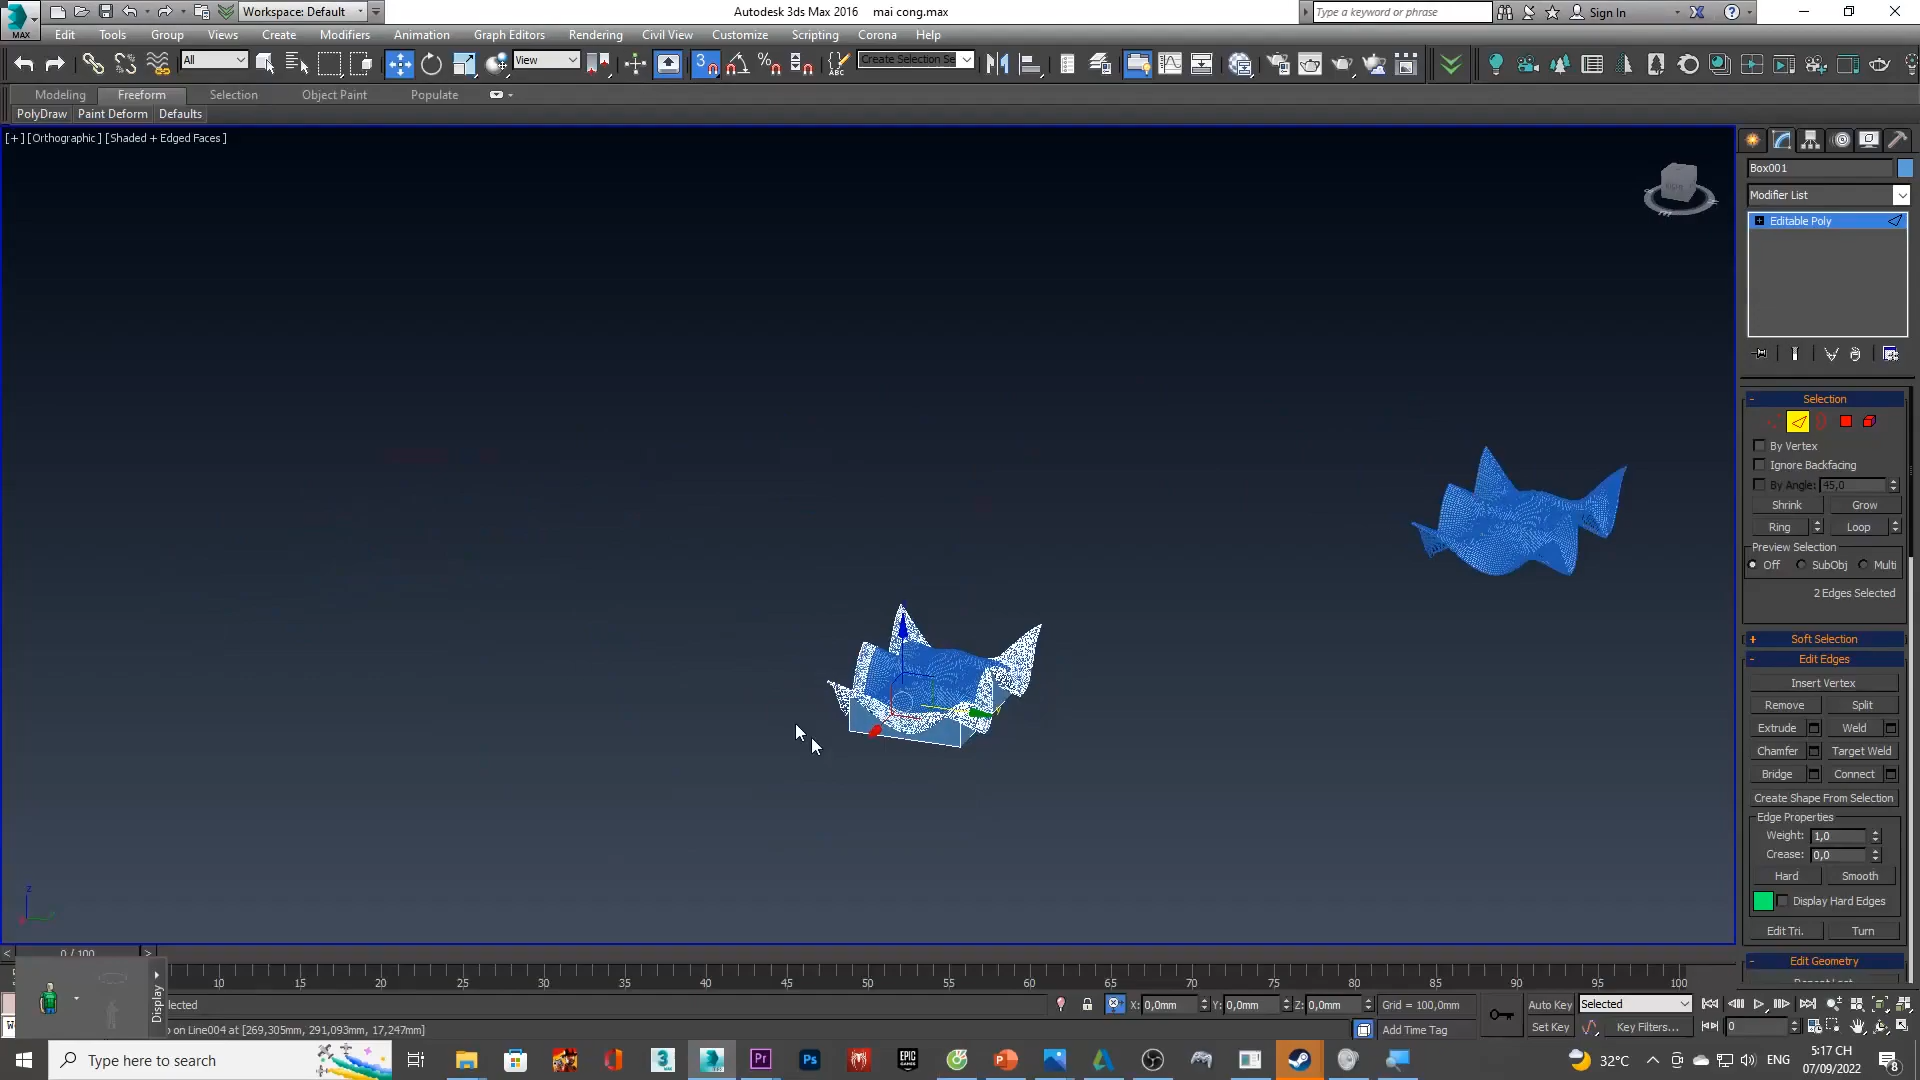 Workspace: Default
Autodesk 3ds Max 2016 mai cong.max
Type a keyword or phrase
Sign In
MAX
Edit Tools Group Views Create Modifiers Animation Graph Editors Rendering Civil View Customize Scripting Corona Help
All
View
3
ABC
Create Selection Se
Modeling Freeform Selection Object Paint Populate
PolyDraw Paint Deform Defaults
[+] [Orthographic] [Shaded + Edged Faces]
Box001
Modifier List
Editable Poly
Selection
By Vertex
Ignore Backfacing
By Angle: 45,0
Shrink Grow
Ring Loop
Preview Selection
Off SubObj Multi
2 Edges Selected
Soft Selection
Edit Edges
Insert Vertex
Remove Split
Extrude Weld
Chamfer Target Weld
Bridge Connect
Create Shape From Selection
Edge Properties
Weight: 1,0
Crease: 0,0
Hard Smooth
Display Hard Edges
Edit Tri. Turn
Edit Geometry
z
0 / 100
10 15 20 25 30 35 40 45 50 55 60 65 70 75 80 85 90 95 100
Display
lected
X: 0,0mm Y: 0,0mm Z: 0,0mm Grid = 100,0mm
Auto Key Selected
p on Line004 at [269,305mm, 291,093mm, 17,247mm]
Add Time Tag
Set Key Key Filters... 0
Type here to search
32°C
ENG
5:17 CH
07/09/2022
8